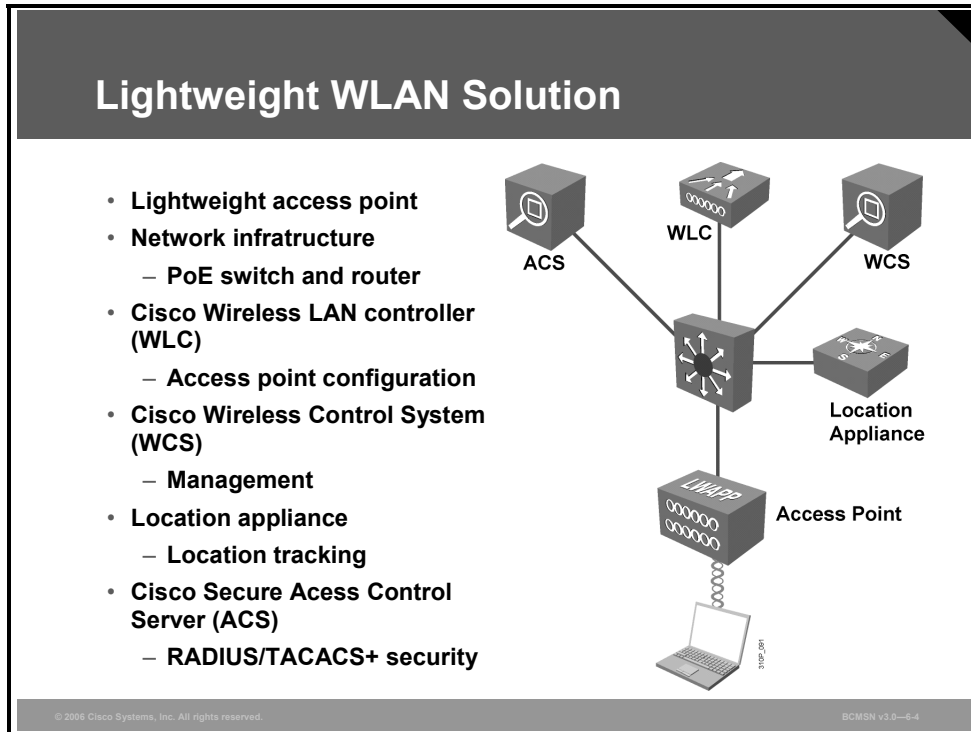 Lightweight WLAN Solution
• Lightweight access point
• Network infratructure
– PoE switch and router
• Cisco Wireless LAN controller
(WLC)
– Access point configuration
• Cisco Wireless Control System
(WCS)
– Management
• Location appliance
– Location tracking
• Cisco Secure Acess Control
Server (ACS)
– RADIUS/TACACS+ security
ACS
WLC
WCS
N
W
E
S
Location
Appliance
LWAPP
Access Point
310P_091
© 2006 Cisco Systems, Inc. All rights reserved.
BCMSN v3.0—6-4